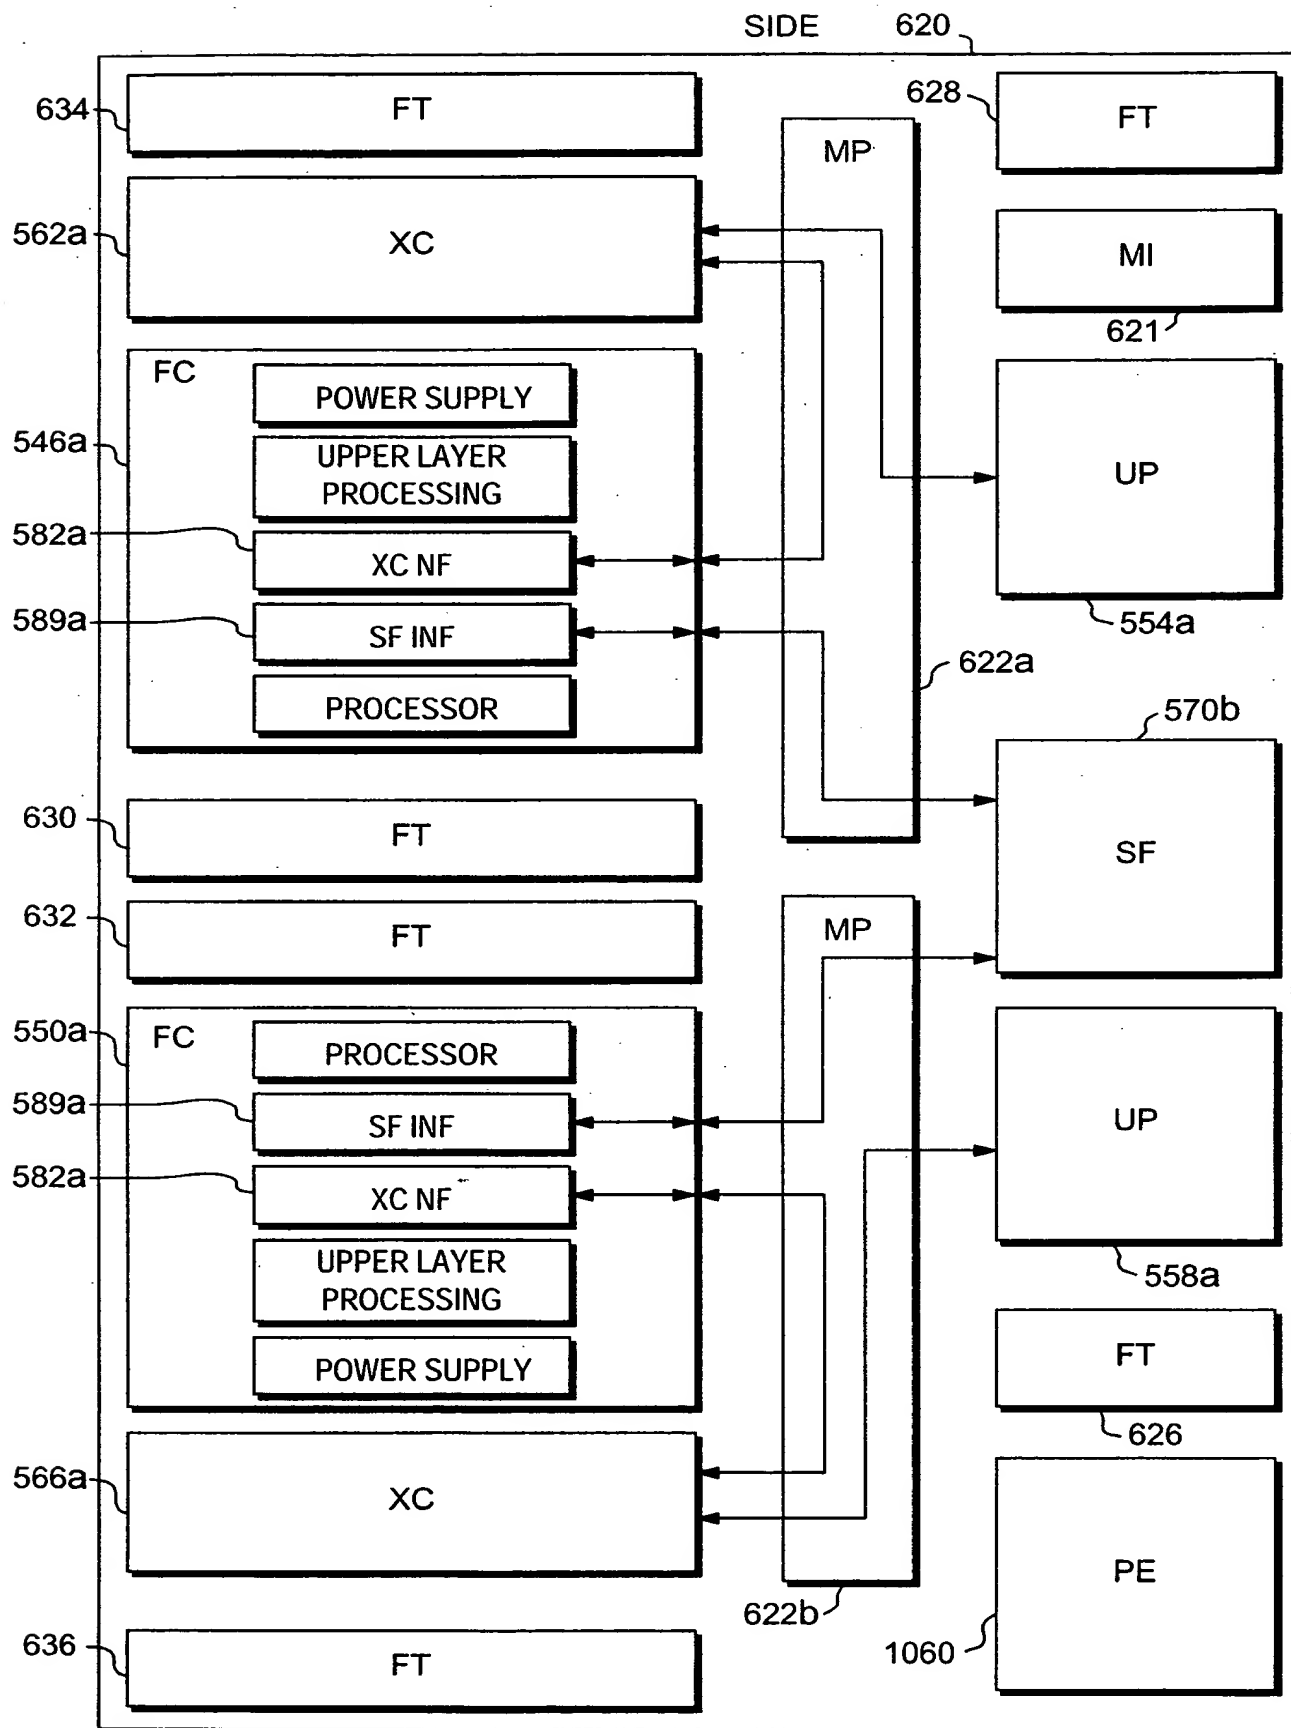 SIDE 620
634
FT
628
FT
MP
562a
XC
MI
621
FC
POWER SUPPLY
546a
UPPER LAYER
PROCESSING
UP
582a
XC NF
589a
SF INF
554a
622a
PROCESSOR
570b
630
FT
SF
632
FT
MP
550a
FC
PROCESSOR
589a
SF INF
UP
582a
XC NF
UPPER LAYER
PROCESSING
558a
POWER SUPPLY
FT
626
566a
XC
PE
622b
636
FT
1060